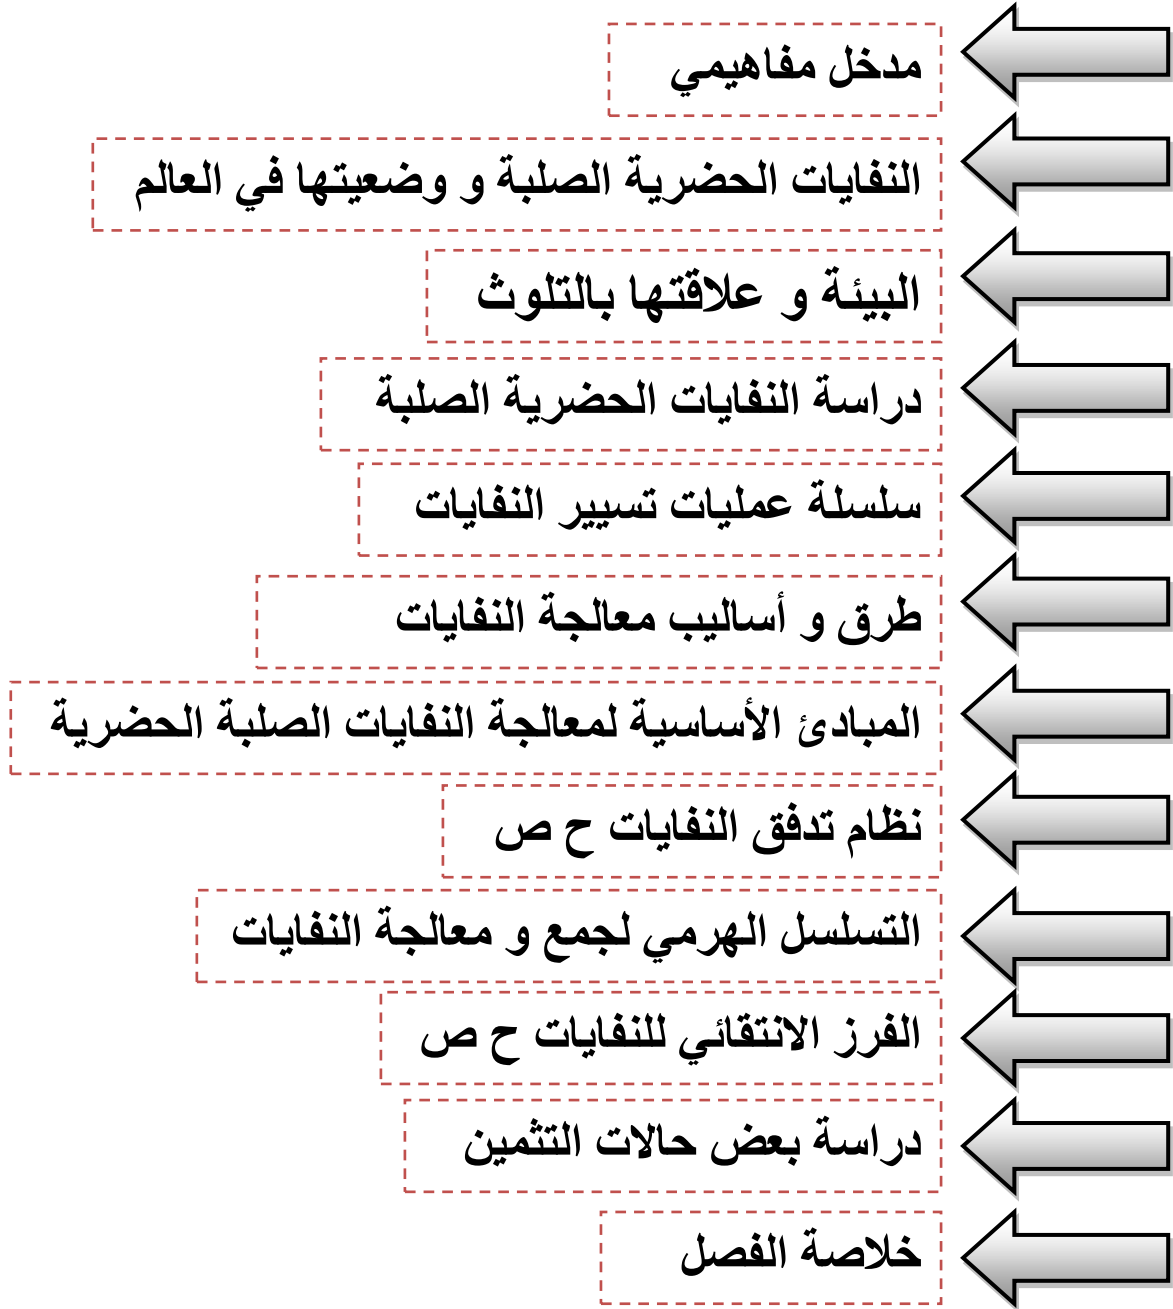 مدخل مفاهيمي
النفايات الحضرية الصلبة و وضعيتها في العالم
البيئة و علاقتها بالتلوث
دراسة النفايات الحضرية الصلبة
سلسلة عمليات تسيير النفايات
طرق و أساليب معالجة النفايات
المبادئ الأساسية لمعالجة النفايات الصلبة الحضرية
نظام تدفق النفايات ح ص
التسلسل الهرمي لجمع و معالجة النفايات
الفرز الانتقائي للنفايات ح ص
دراسة بعض حالات التثمين
خلاصة الفصل